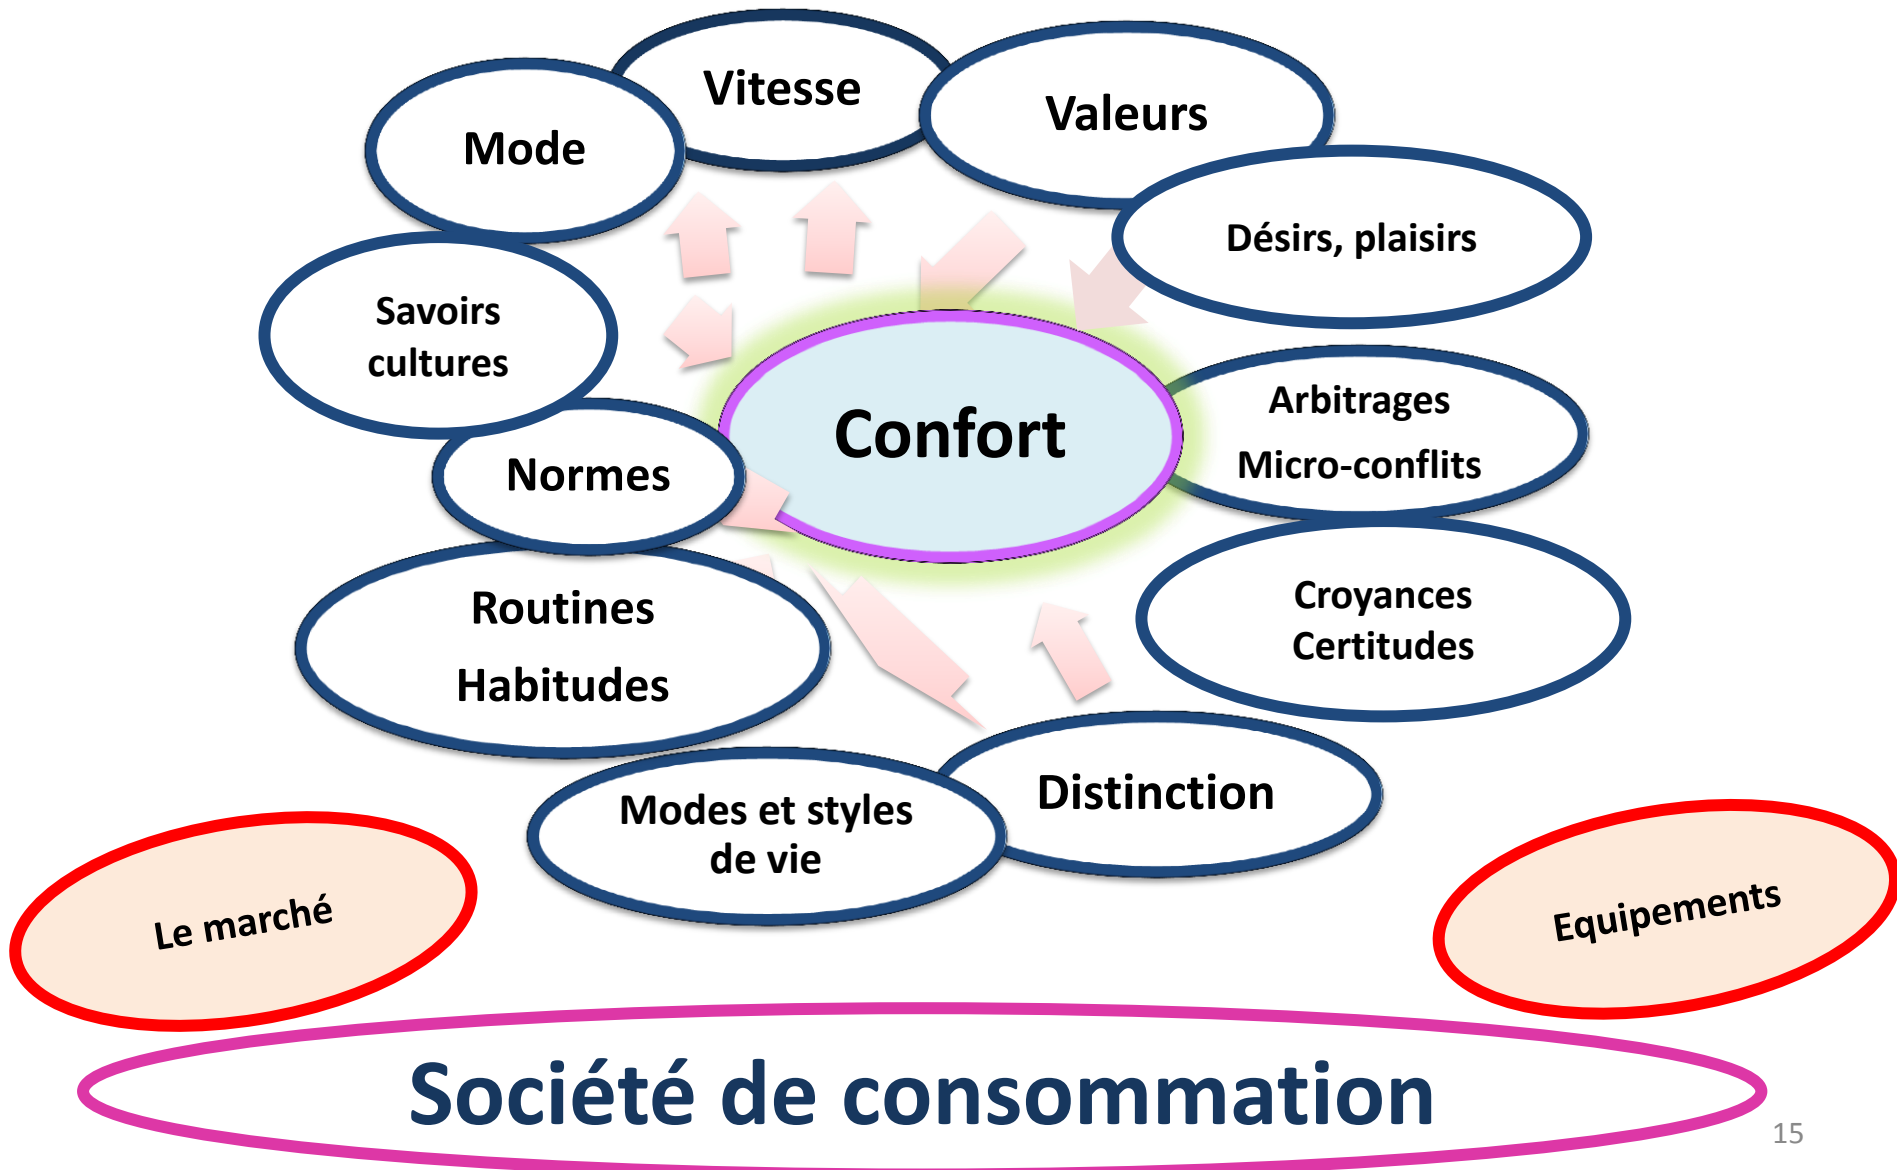 Vitesse
Valeurs
Mode
Désirs, plaisirs
Savoirs
cultures
Arbitrages
Micro-conflits
Confort
Normes
Croyances
Certitudes
Routines
Habitudes
Distinction
Modes et styles
de vie
Le marché
Equipements
Société de consommation
15